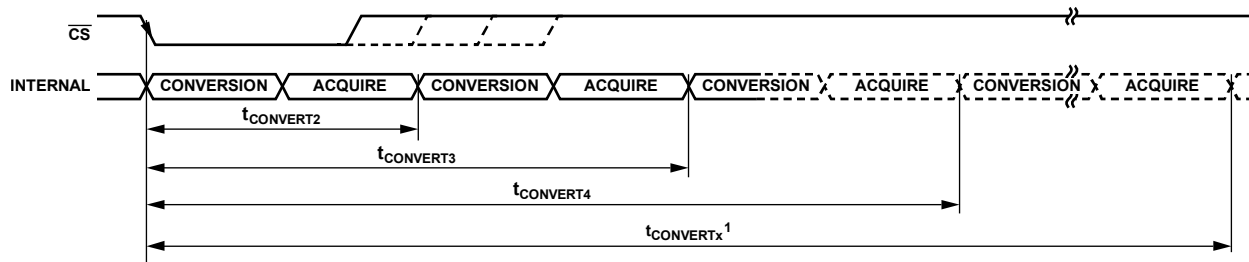 CS
INTERNAL CONVERSION ACQUIRE CONVERSION ACQUIRE CONVERSION ACQUIRE CONVERSION ACQUIRE
tCONVERT2
tCONVERT3
tCONVERT4
tCONVERTx1